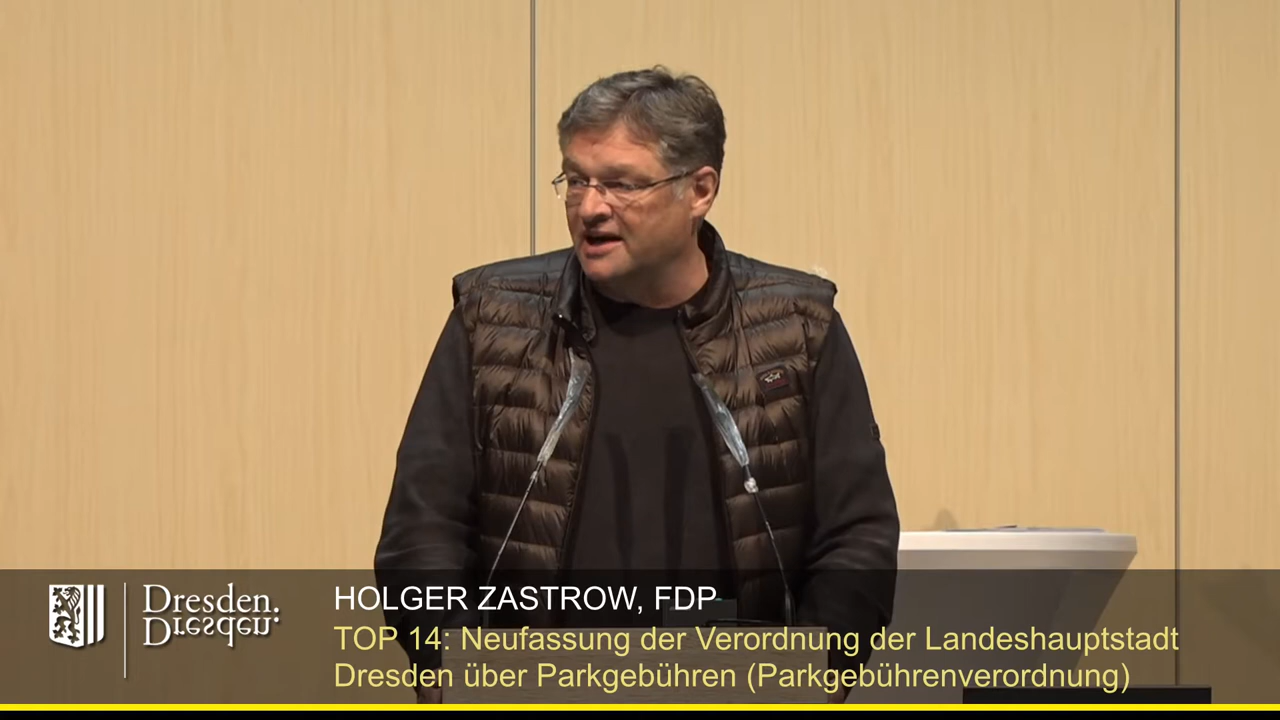 Dresden.
Dresden.
HOLGER ZASTROW, FDP
TOP 14: Neufassung der Verordnung der Landeshauptstadt
Dresden über Parkgebühren (Parkgebührenverordnung)